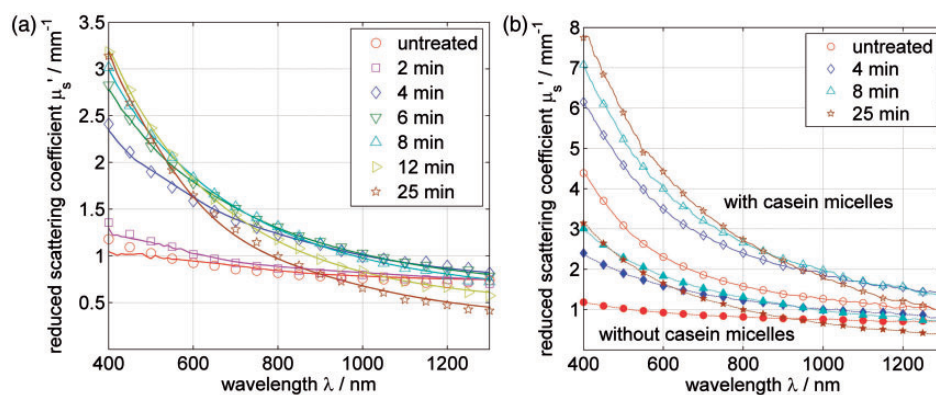 (a)
reduced scattering coefficient μs' / mm-1
3.5
3
2.5
2
1.5
1
0.5
400 600 800 1000 1200
wavelength λ / nm
untreated
2 min
4 min
6 min
8 min
12 min
25 min
(b)
reduced scattering coefficient μs' / mm-1
8
7
6
5
4
3
2
1
400 600 800 1000 1200
wavelength λ / nm
untreated
4 min
8 min
25 min
with casein micelles
without casein micelles